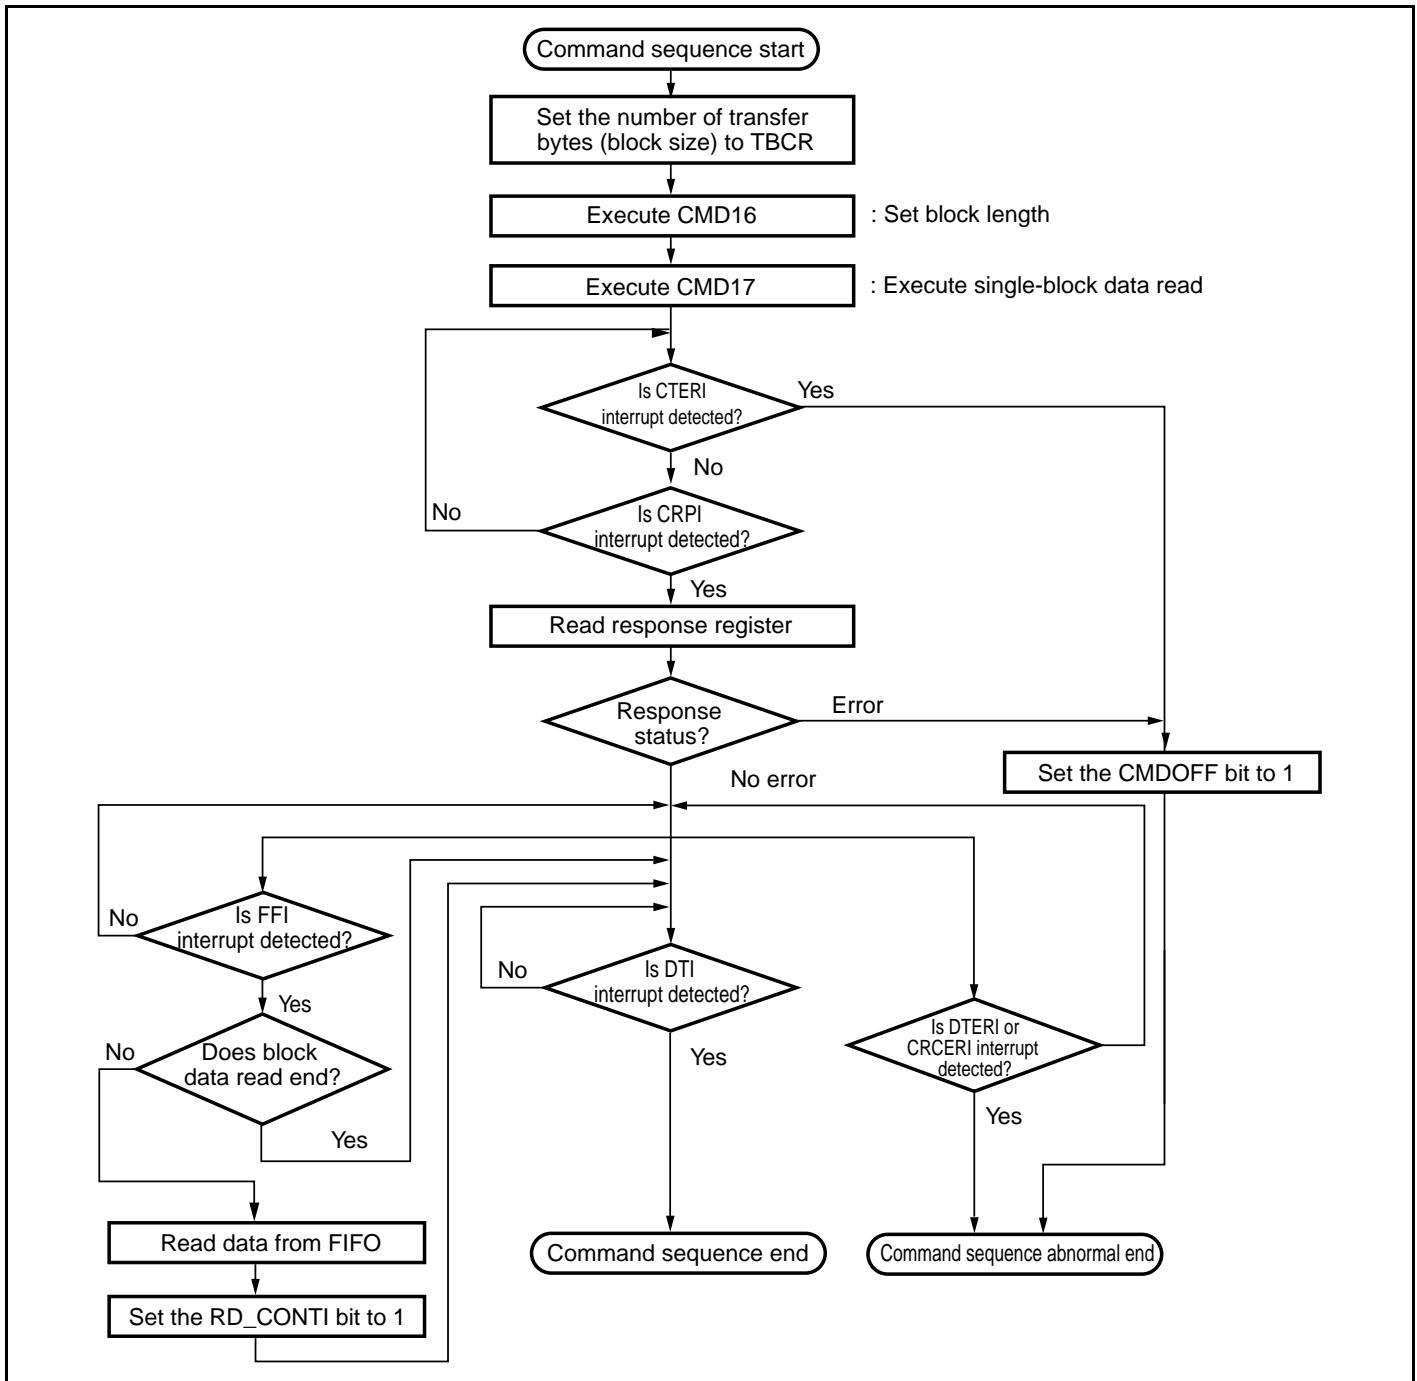 Command sequence start
Set the number of transfer
bytes (block size) to TBCR
Execute CMD16
: Set block length
Execute CMD17
: Execute single-block data read
Is CTERI
interrupt detected?
Yes
No
Is CRPI
interrupt detected?
No
Yes
Read response register
Response
status?
Error
Set the CMDOFF bit to 1
No error
Is FFI
interrupt detected?
No
Yes
Is DTI
interrupt detected?
No
Yes
Is DTERI or
CRCERI interrupt
detected?
Yes
Does block
data read end?
No
Yes
Read data from FIFO
Set the RD_CONTI bit to 1
Command sequence end
Command sequence abnormal end